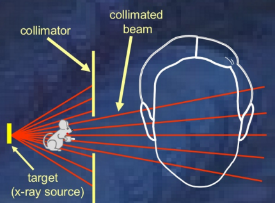 collimator
collimated
beam
target
(x-ray source)